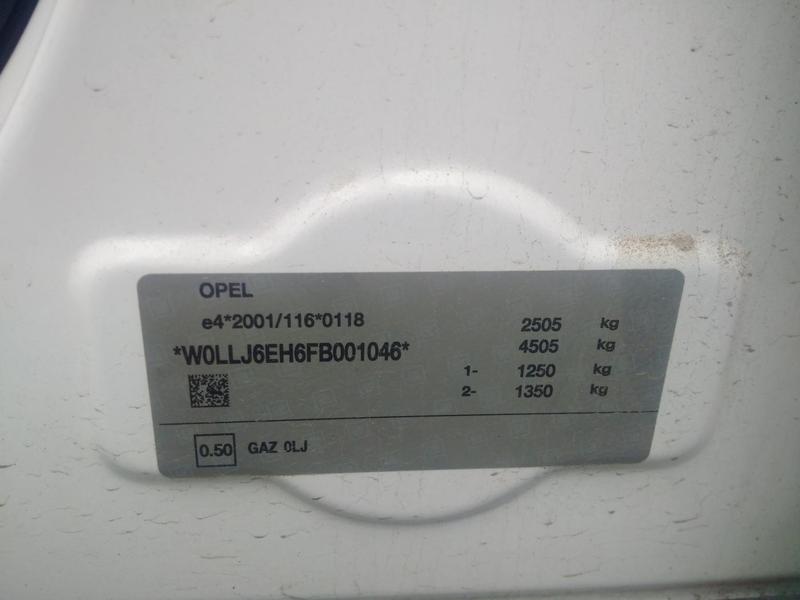 OPEL
e4*2001/116*0118
2505 kg
*W0LLJ6EH6FB001046*
4505 kg
1- 1250 kg
2- 1350 kg
0.50 GAZ 0LJ